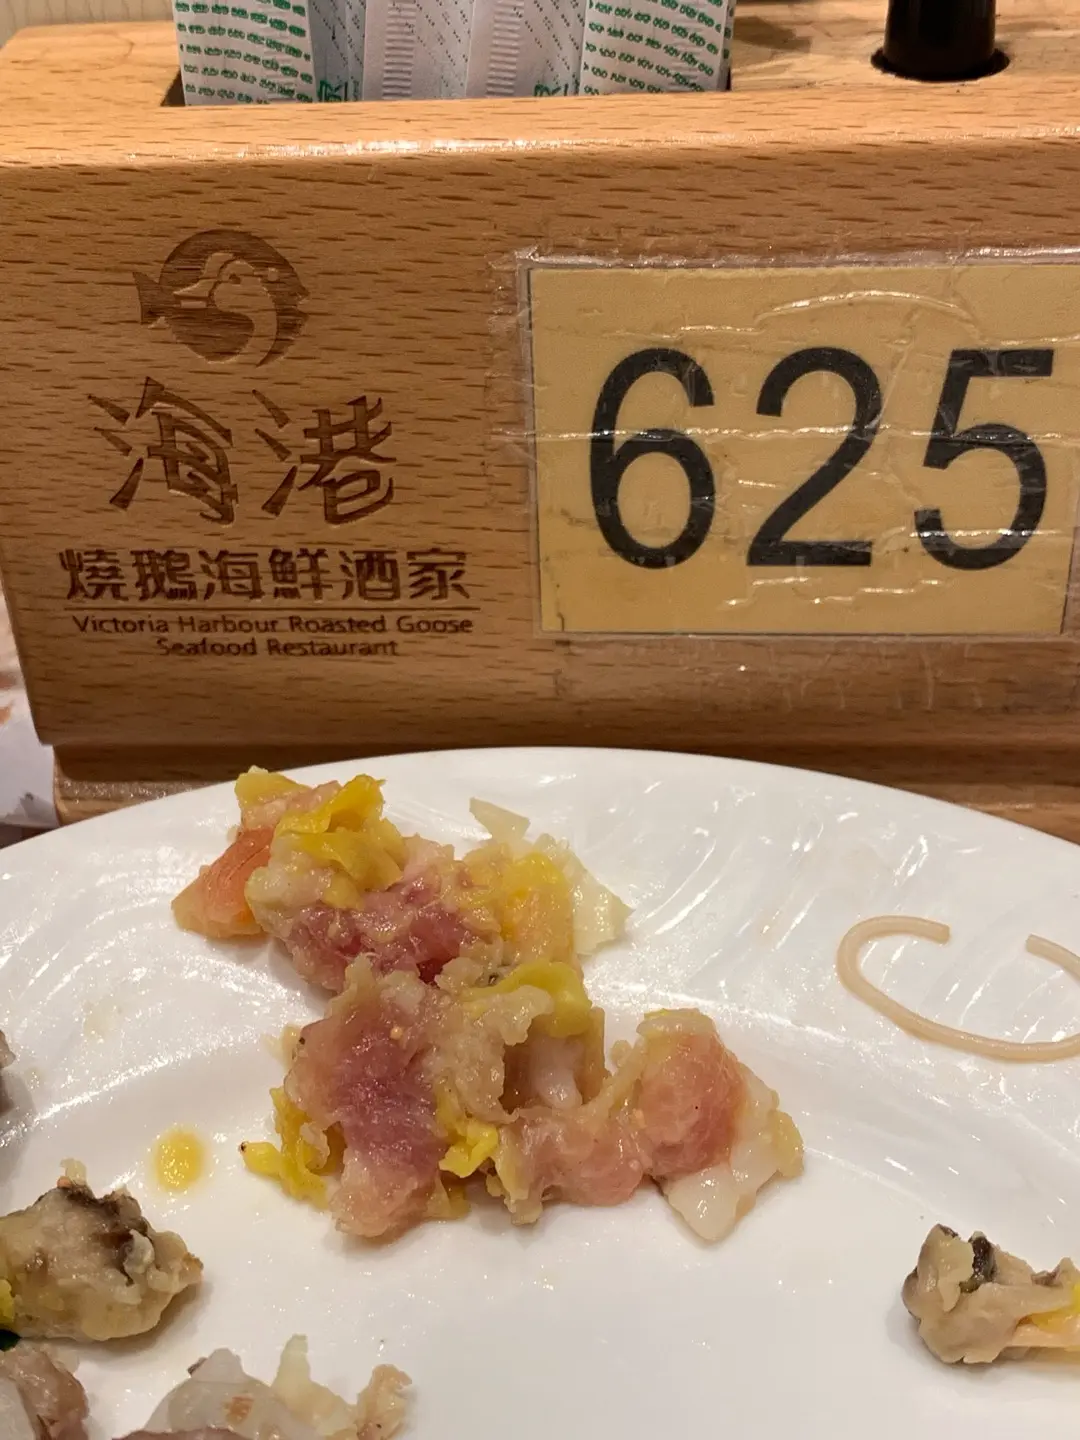 海港
燒鵝海鮮酒家
Victoria Harbour Roasted Goose
Seafood Restaurant
625